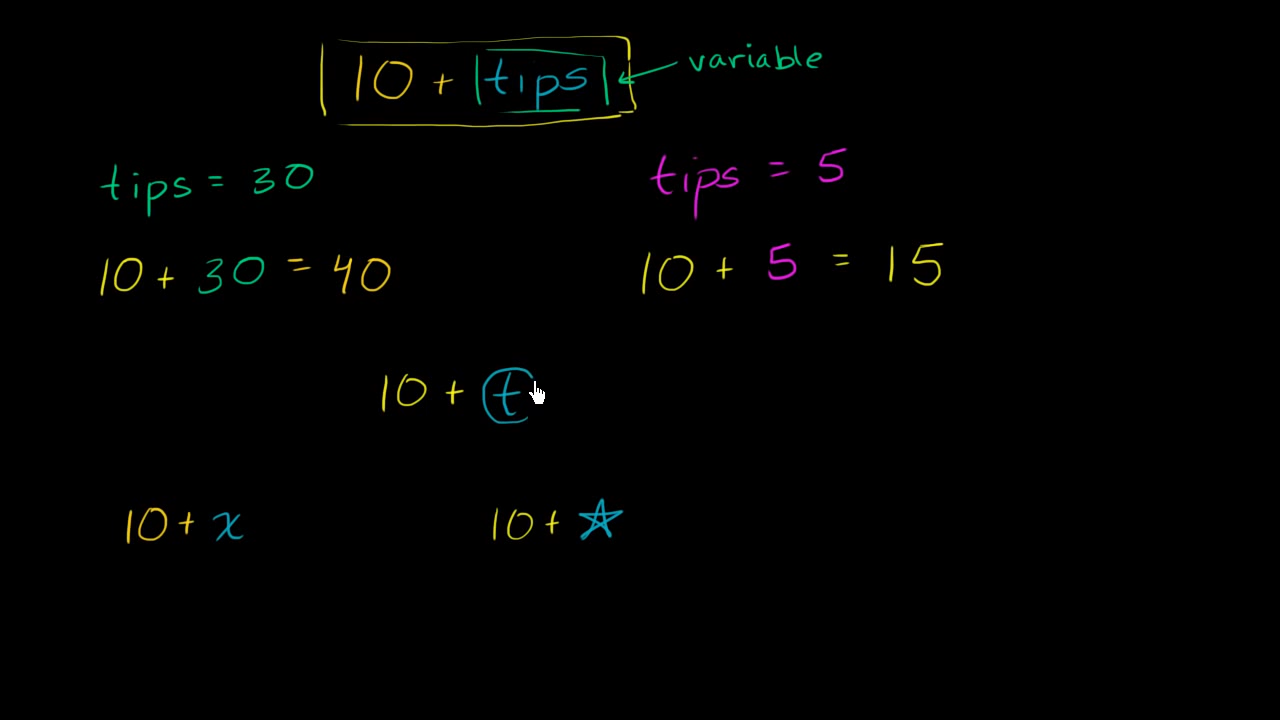 10 + tips
variable
tips = 30
tips = 5
10 + 30 = 40
10 + 5 = 15
10 + t
10 + x
10 + ☆